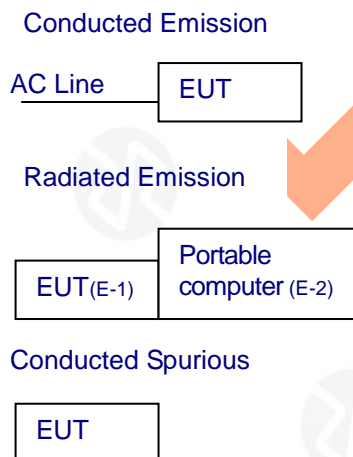 Conducted Emission
AC Line
EUT
Radiated Emission
EUT(E-1)
Portable
computer (E-2)
Conducted Spurious
EUT